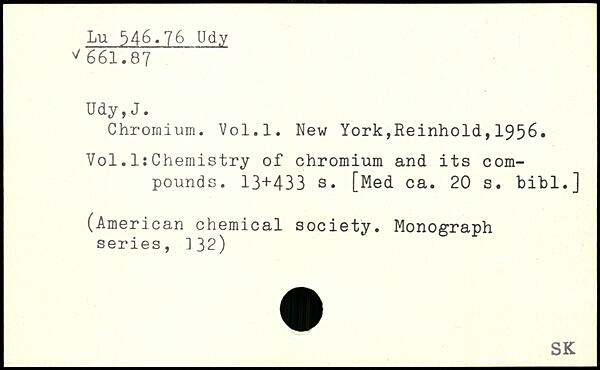 Lu 546.76 Udy
√ 661.87
Udy,J.
Chromium. Vol.1. New York,Reinhold,1956.
Vol.1:Chemistry of chromium and its com-
pounds. 13+433 s. [Med ca. 20 s. bibl.]
(American chemical society. Monograph
series, 132)
SK